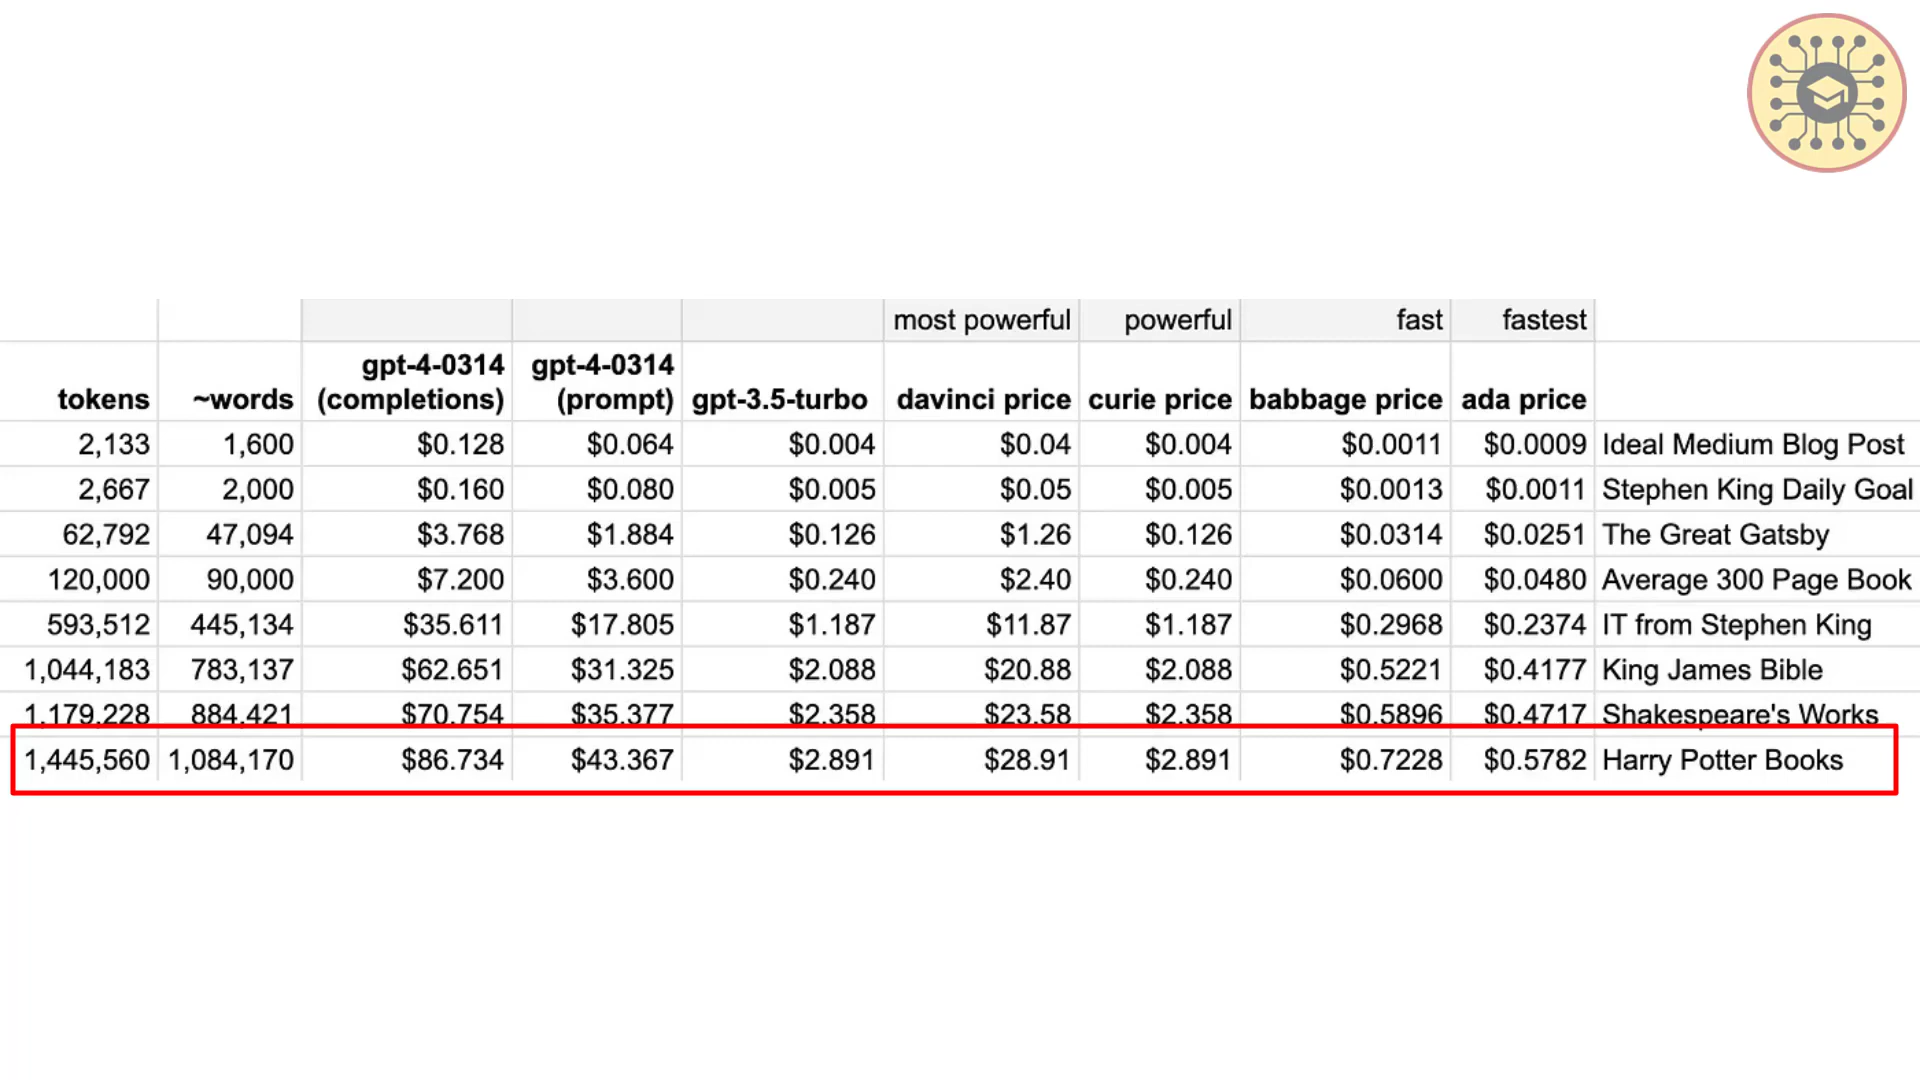 most powerful powerful fast fastest
gpt-4-0314 gpt-4-0314
tokens ~words (completions) (prompt) gpt-3.5-turbo davinci price curie price babbage price ada price
2,133 1,600 $0.128 $0.064 $0.004 $0.04 $0.004 $0.0011 $0.0009 Ideal Medium Blog Post
2,667 2,000 $0.160 $0.080 $0.005 $0.05 $0.005 $0.0013 $0.0011 Stephen King Daily Goal
62,792 47,094 $3.768 $1.884 $0.126 $1.26 $0.126 $0.0314 $0.0251 The Great Gatsby
120,000 90,000 $7.200 $3.600 $0.240 $2.40 $0.240 $0.0600 $0.0480 Average 300 Page Book
593,512 445,134 $35.611 $17.805 $1.187 $11.87 $1.187 $0.2968 $0.2374 IT from Stephen King
1,044,183 783,137 $62.651 $31.325 $2.088 $20.88 $2.088 $0.5221 $0.4177 King James Bible
1,179,228 884,421 $70.754 $35.377 $2.358 $23.58 $2.358 $0.5896 $0.4717 Shakespeare's Works
1,445,560 1,084,170 $86.734 $43.367 $2.891 $28.91 $2.891 $0.7228 $0.5782 Harry Potter Books